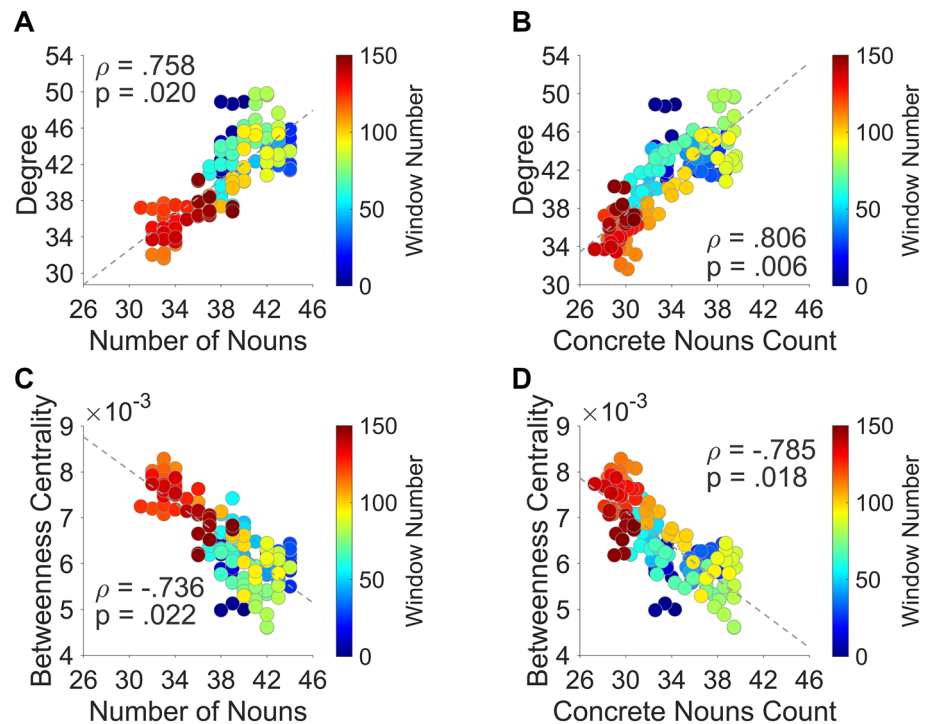 A
ρ = .758
p = .020
54
50
46
42
38
34
30
Degree
26 30 34 38 42 46
Number of Nouns
150
100
50
0
Window Number
B
54
50
46
42
38
34
30
Degree
ρ = .806
p = .006
26 30 34 38 42 46
Concrete Nouns Count
150
100
50
0
Window Number
C
×10-3
9
8
7
6
5
4
Betweenness Centrality
ρ = -.736
p = .022
26 30 34 38 42 46
Number of Nouns
150
100
50
0
Window Number
D
×10-3
9
8
7
6
5
4
Betweenness Centrality
ρ = -.785
p = .018
26 30 34 38 42 46
Concrete Nouns Count
150
100
50
0
Window Number